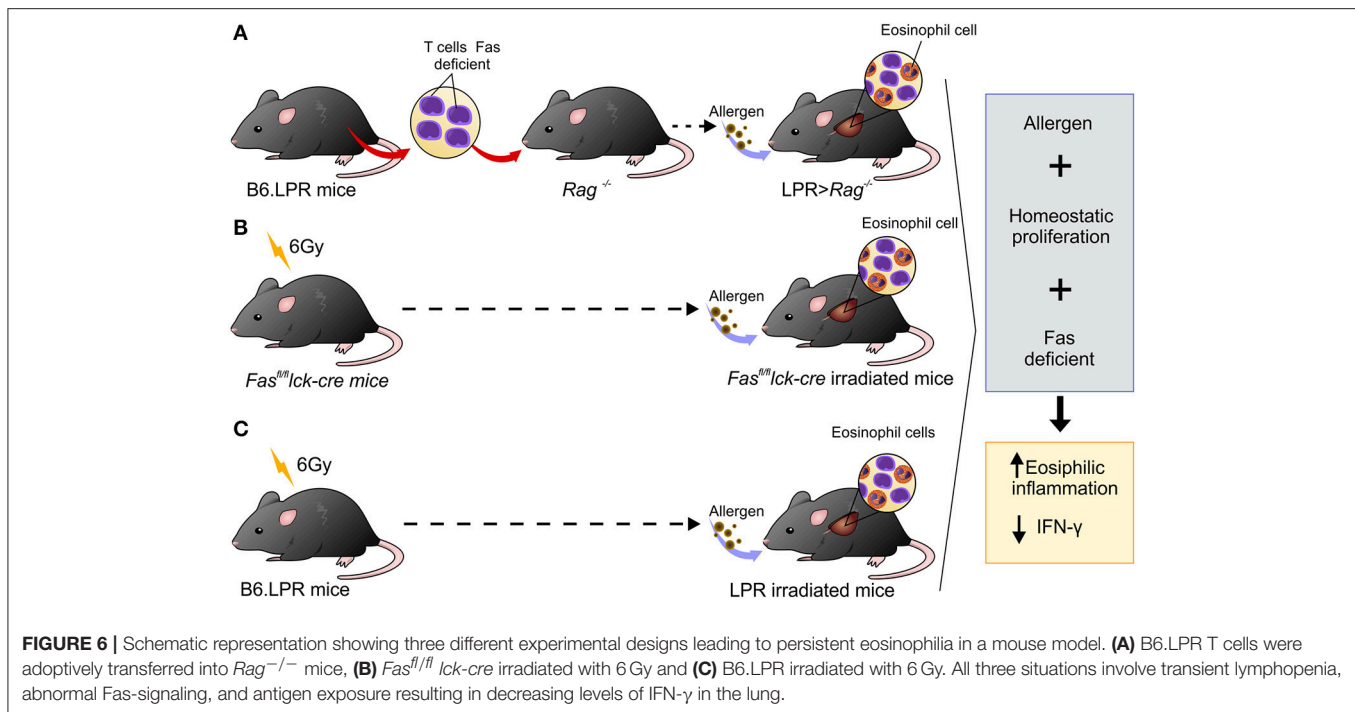 A
T cells Fas
deficient
Eosinophil cell
Allergen
B6.LPR mice
Rag -/-
LPR>Rag-/-
B
6Gy
Eosinophil cell
Allergen
Fasfl/fllck-cre mice
Fasfl/fllck-cre irradiated mice
C
6Gy
Eosinophil cells
Allergen
B6.LPR mice
LPR irradiated mice
Allergen
+
Homeostatic
proliferation
+
Fas
deficient
↑Eosiphilic
inflammation
↓ IFN-γ
FIGURE 6 | Schematic representation showing three different experimental designs leading to persistent eosinophilia in a mouse model. (A) B6.LPR T cells were
adoptively transferred into Rag−/− mice, (B) Fasfl/fl lck-cre irradiated with 6 Gy and (C) B6.LPR irradiated with 6 Gy. All three situations involve transient lymphopenia,
abnormal Fas-signaling, and antigen exposure resulting in decreasing levels of IFN-γ in the lung.